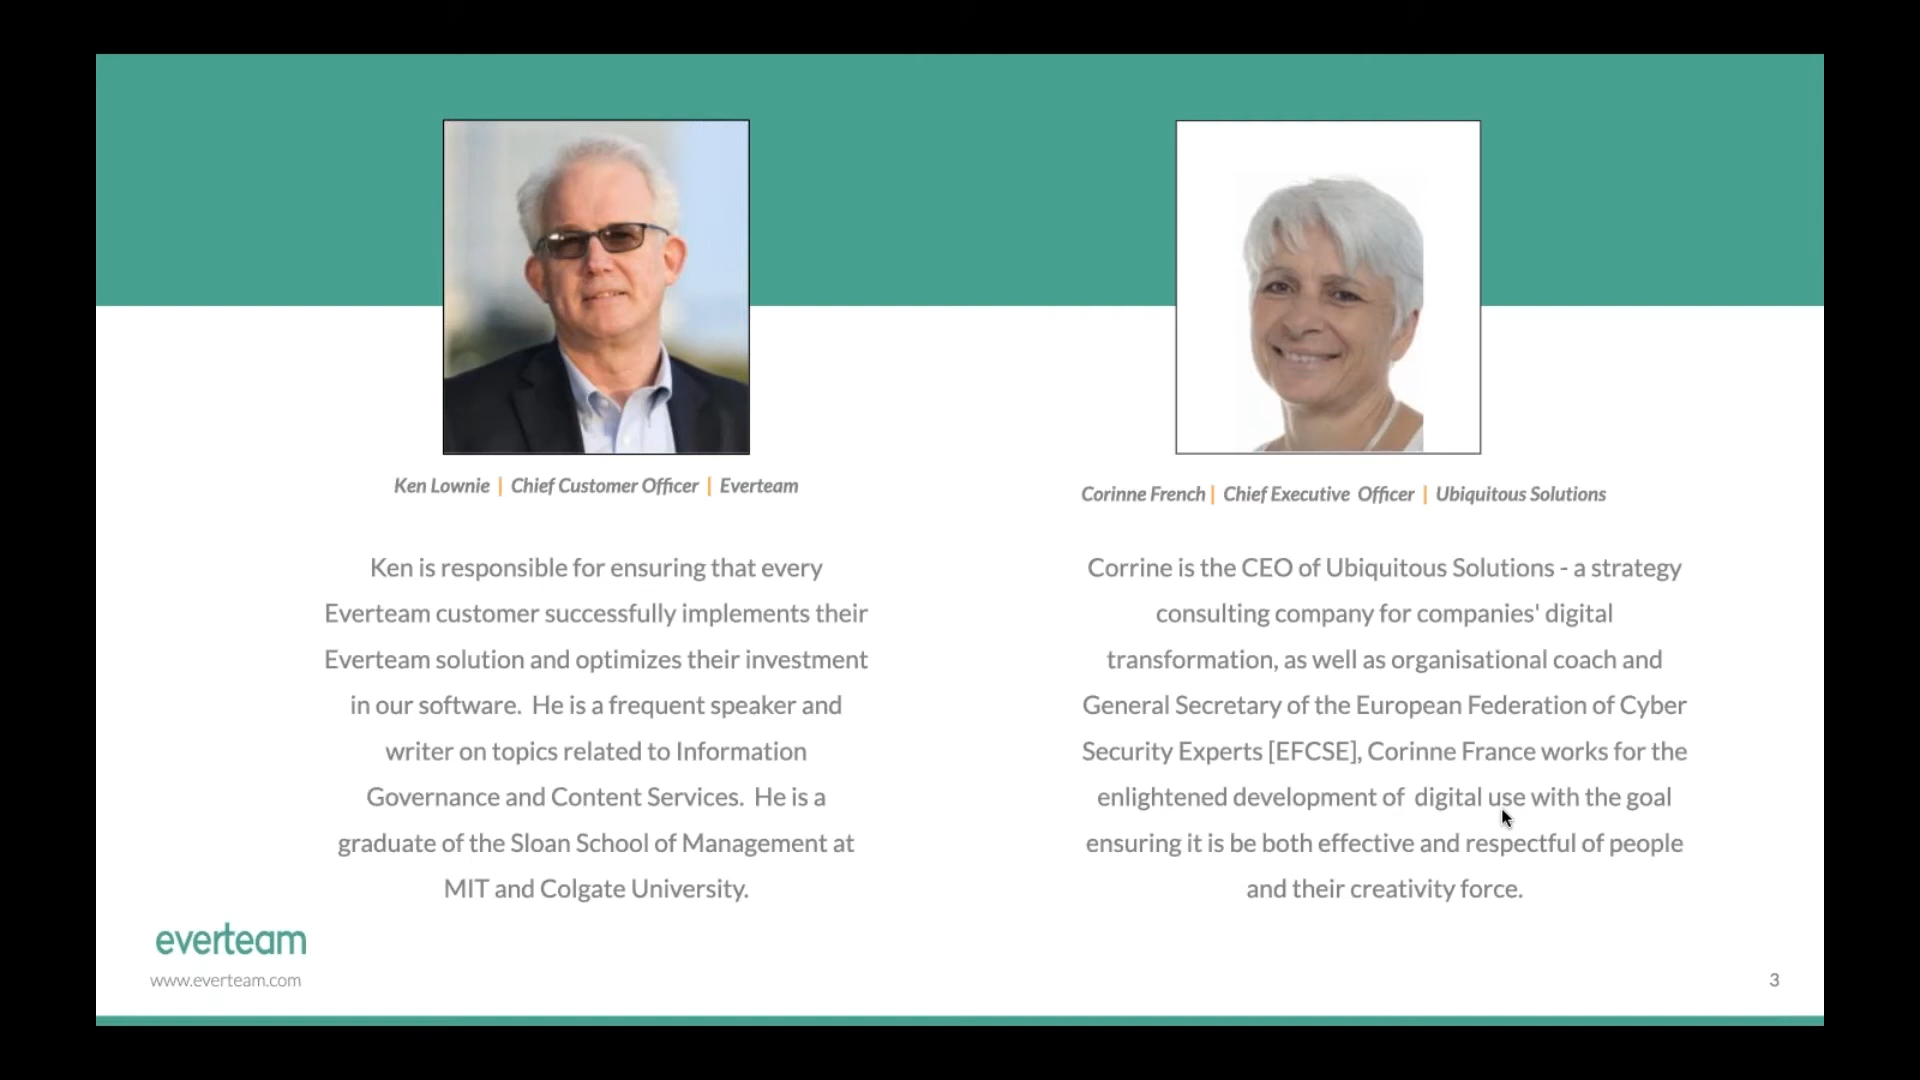 Ken Lownie | Chief Customer Officer | Everteam
Ken is responsible for ensuring that every
Everteam customer successfully implements their
Everteam solution and optimizes their investment
in our software.  He is a frequent speaker and
writer on topics related to Information
Governance and Content Services.  He is a
graduate of the Sloan School of Management at
MIT and Colgate University.
Corinne French | Chief Executive  Officer | Ubiquitous Solutions
Corrine is the CEO of Ubiquitous Solutions - a strategy
consulting company for companies' digital
transformation, as well as organisational coach and
General Secretary of the European Federation of Cyber
Security Experts [EFCSE], Corinne France works for the
enlightened development of  digital use with the goal
ensuring it is be both effective and respectful of people
and their creativity force.
everteam
www.everteam.com
3